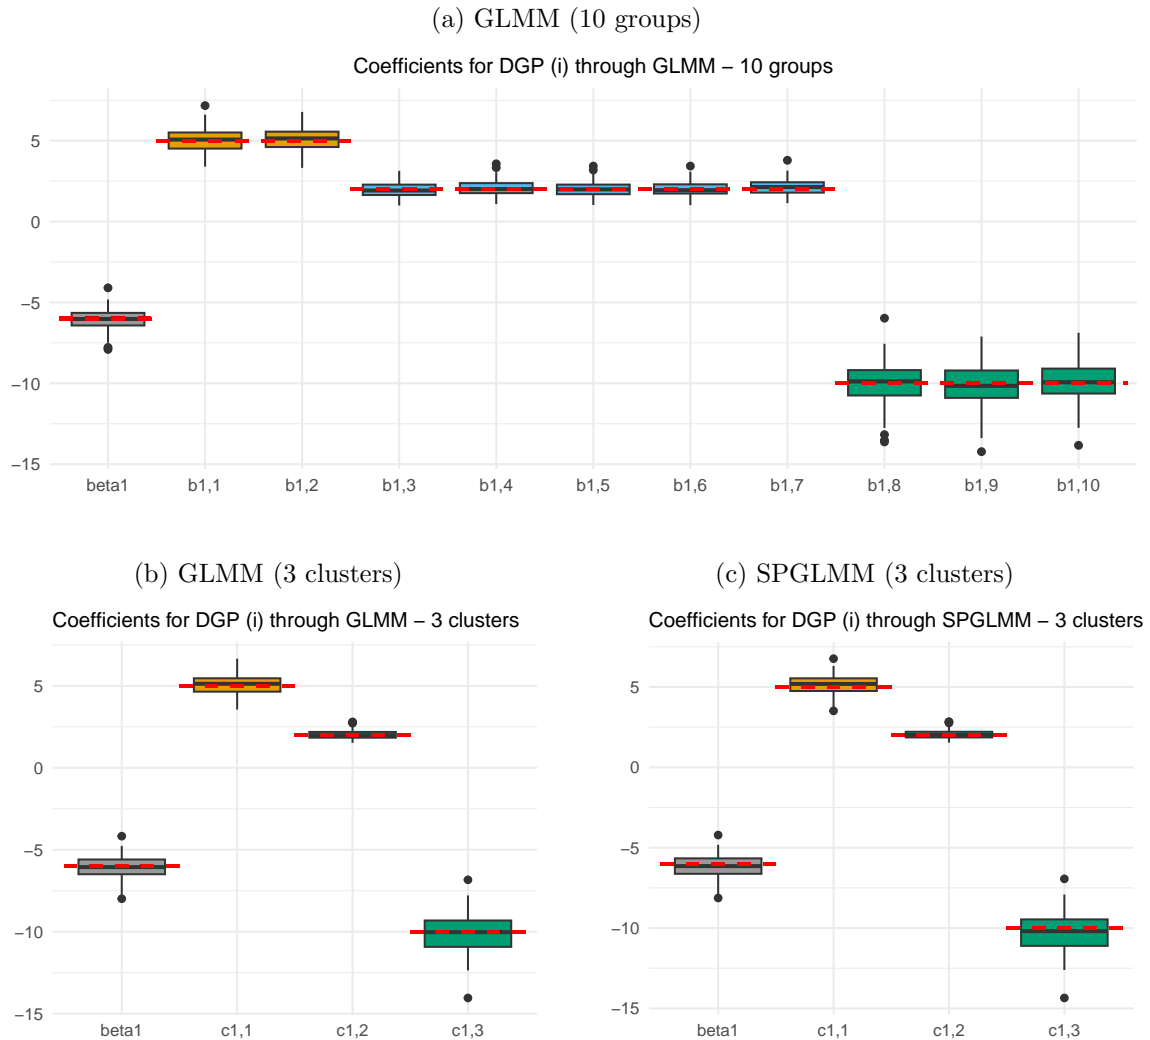 (a) GLMM (10 groups)
Coefficients for DGP (i) through GLMM – 10 groups
5
0
−5
−10
−15
beta1 b1,1 b1,2 b1,3 b1,4 b1,5 b1,6 b1,7 b1,8 b1,9 b1,10
(b) GLMM (3 clusters)
Coefficients for DGP (i) through GLMM – 3 clusters
5
0
−5
−10
−15
beta1 c1,1 c1,2 c1,3
(c) SPGLMM (3 clusters)
Coefficients for DGP (i) through SPGLMM – 3 clusters
5
0
−5
−10
−15
beta1 c1,1 c1,2 c1,3